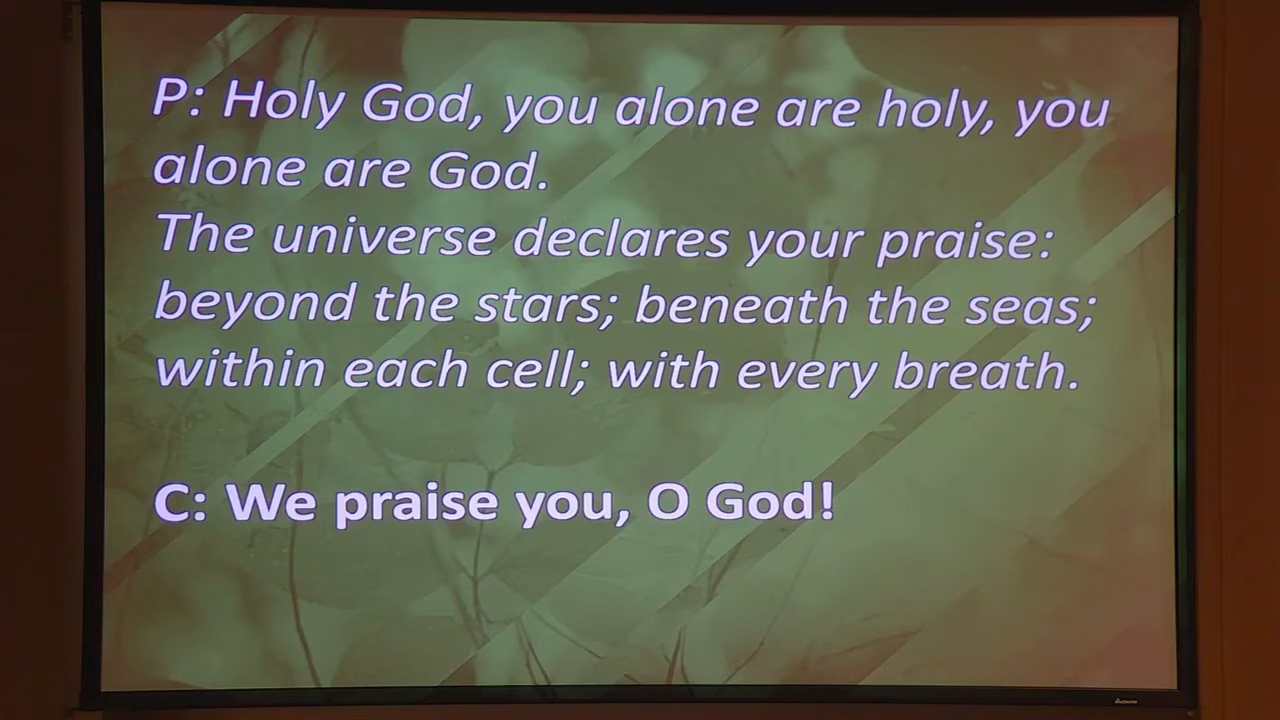 P: Holy God, you alone are holy, you
alone are God.
The universe declares your praise:
beyond the stars; beneath the seas;
within each cell; with every breath.
C: We praise you, O God!